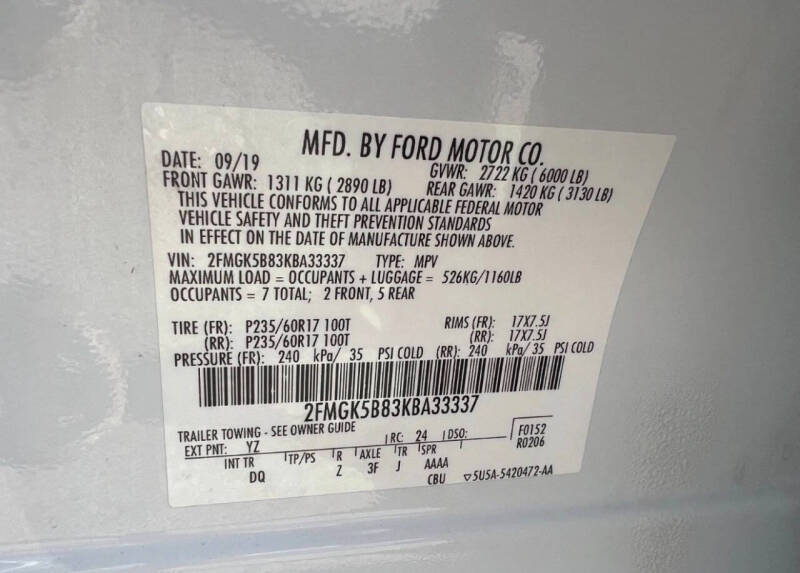 MFD. BY FORD MOTOR CO.
DATE: 09/19 GVWR: 2722 KG ( 6000 LB)
FRONT GAWR: 1311 KG ( 2890 LB) REAR GAWR: 1420 KG ( 3130 LB)
THIS VEHICLE CONFORMS TO ALL APPLICABLE FEDERAL MOTOR
VEHICLE SAFETY AND THEFT PREVENTION STANDARDS
IN EFFECT ON THE DATE OF MANUFACTURE SHOWN ABOVE.
VIN: 2FMGK5B83KBA33337 TYPE: MPV
MAXIMUM LOAD = OCCUPANTS + LUGGAGE = 526KG/1160LB
OCCUPANTS = 7 TOTAL; 2 FRONT, 5 REAR
TIRE (FR): P235/60R17 100T RIMS (FR): 17X7.5J
(RR): P235/60R17 100T (RR): 17X7.5J
PRESSURE (FR): 240 kPa/ 35 PSI COLD (RR): 240 kPa/ 35 PSI COLD
2FMGK5B83KBA33337
TRAILER TOWING - SEE OWNER GUIDE
EXT PNT: YZ RC: 24 DSO: F0152
R0206
INT TR TP/PS R AXLE TR SPR
DQ Z 3F J AAAA
CBU ▽5U5A-5420472-AA